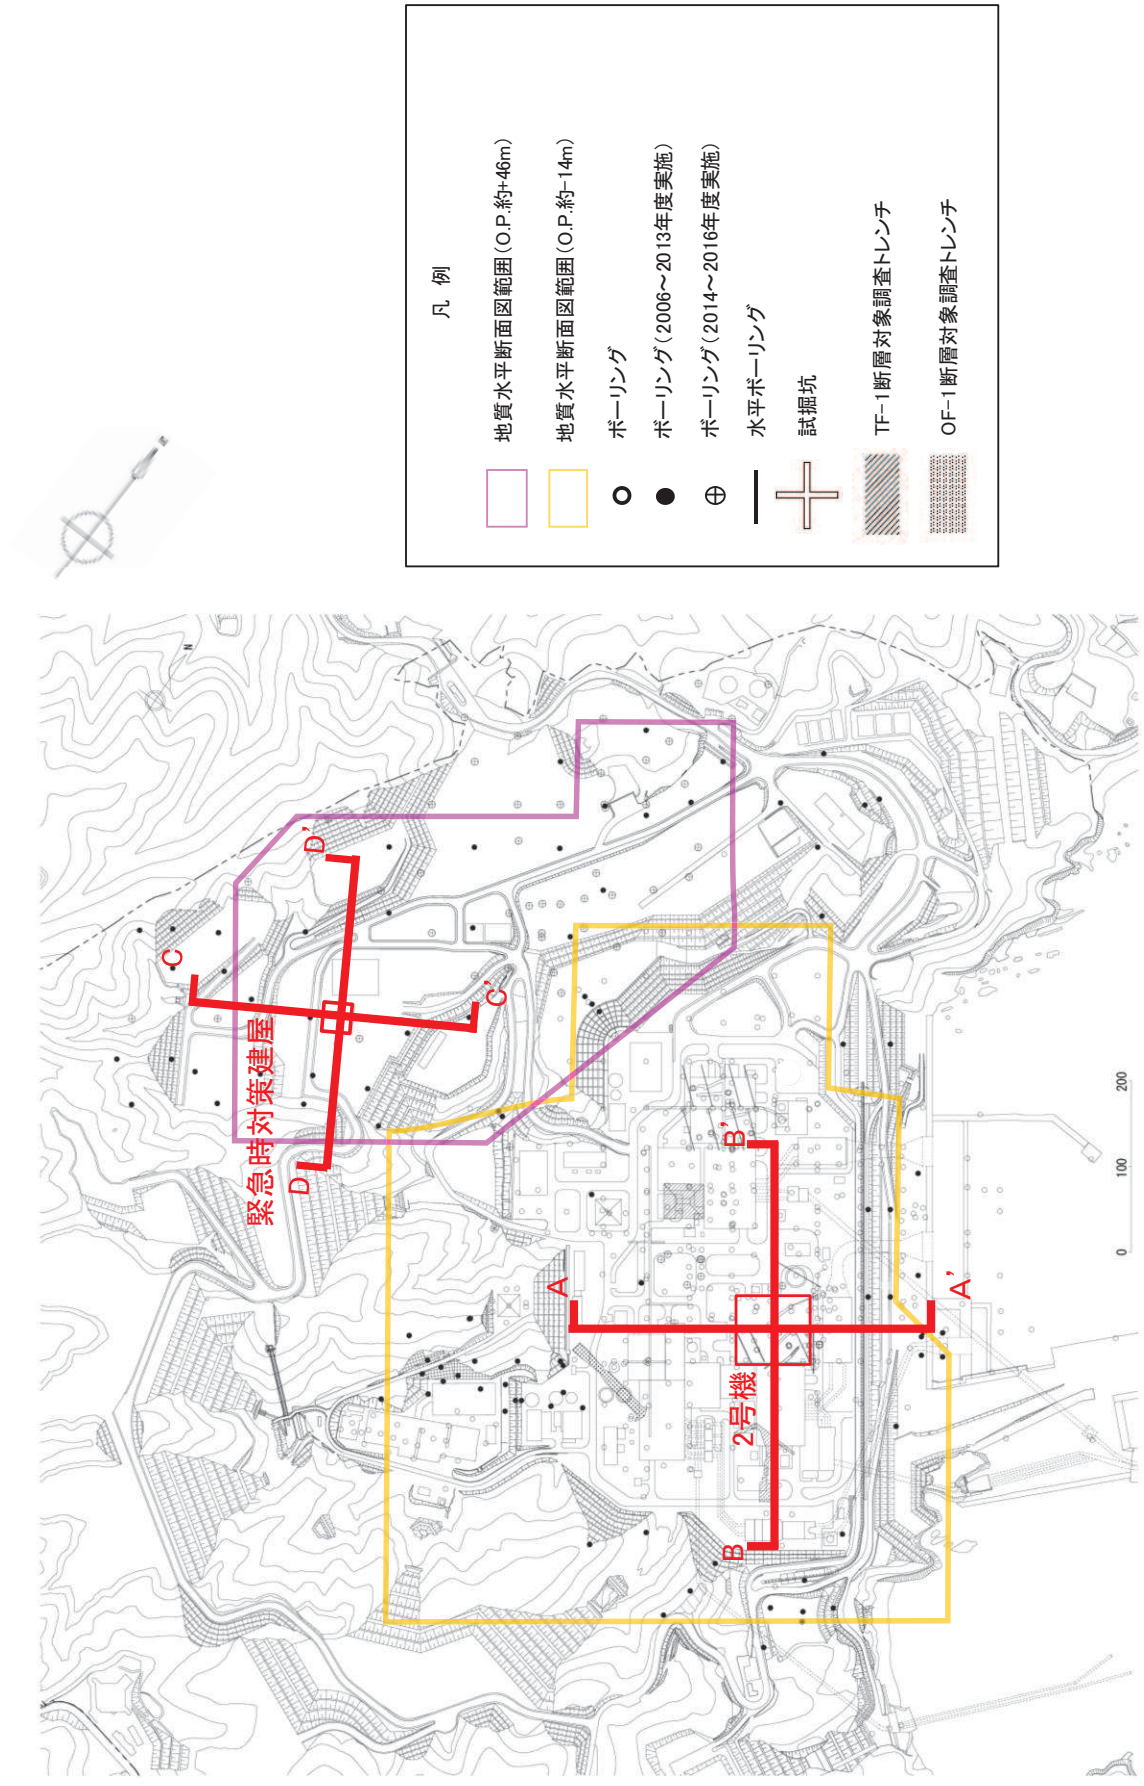 凡 例
地質水平断面図範囲(O.P.約+46m)
地質水平断面図範囲(O.P.約-14m)
ボーリング
ボーリング(2006~2013年度実施)
ボーリング(2014~2016年度実施)
水平ボーリング
試掘坑
TF-1断層対象調査トレンチ
OF-1断層対象調査トレンチ
N
N
C
C'
D
D'
緊急時対策建屋
A
A'
B
B'
2号機
0 100 200